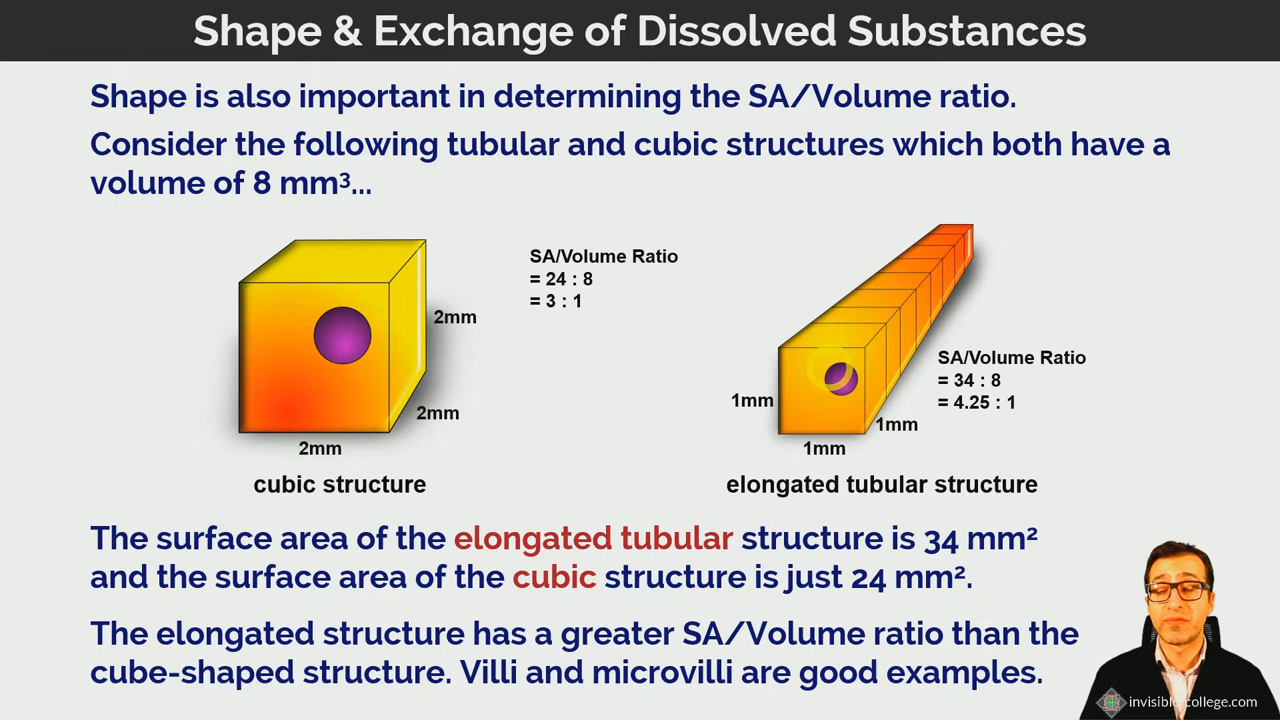 Shape & Exchange of Dissolved Substances
Shape is also important in determining the SA/Volume ratio.
Consider the following tubular and cubic structures which both have a
volume of 8 mm³...
SA/Volume Ratio
= 24 : 8
= 3 : 1
2mm
2mm
2mm
cubic structure
SA/Volume Ratio
= 34 : 8
= 4.25 : 1
1mm
1mm
1mm
elongated tubular structure
The surface area of the elongated tubular structure is 34 mm²
and the surface area of the cubic structure is just 24 mm².
The elongated structure has a greater SA/Volume ratio than the
cube-shaped structure. Villi and microvilli are good examples.
invisible-college.com